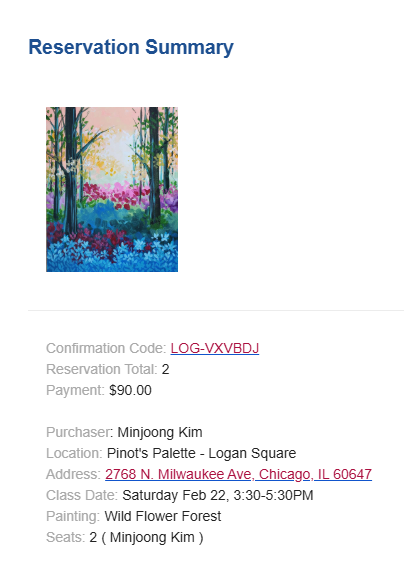 Reservation Summary
Confirmation Code: LOG-VXVBDJ
Reservation Total: 2
Payment: $90.00
Purchaser: Minjoong Kim
Location: Pinot's Palette - Logan Square
Address: 2768 N. Milwaukee Ave, Chicago, IL 60647
Class Date: Saturday Feb 22, 3:30-5:30PM
Painting: Wild Flower Forest
Seats: 2 ( Minjoong Kim )